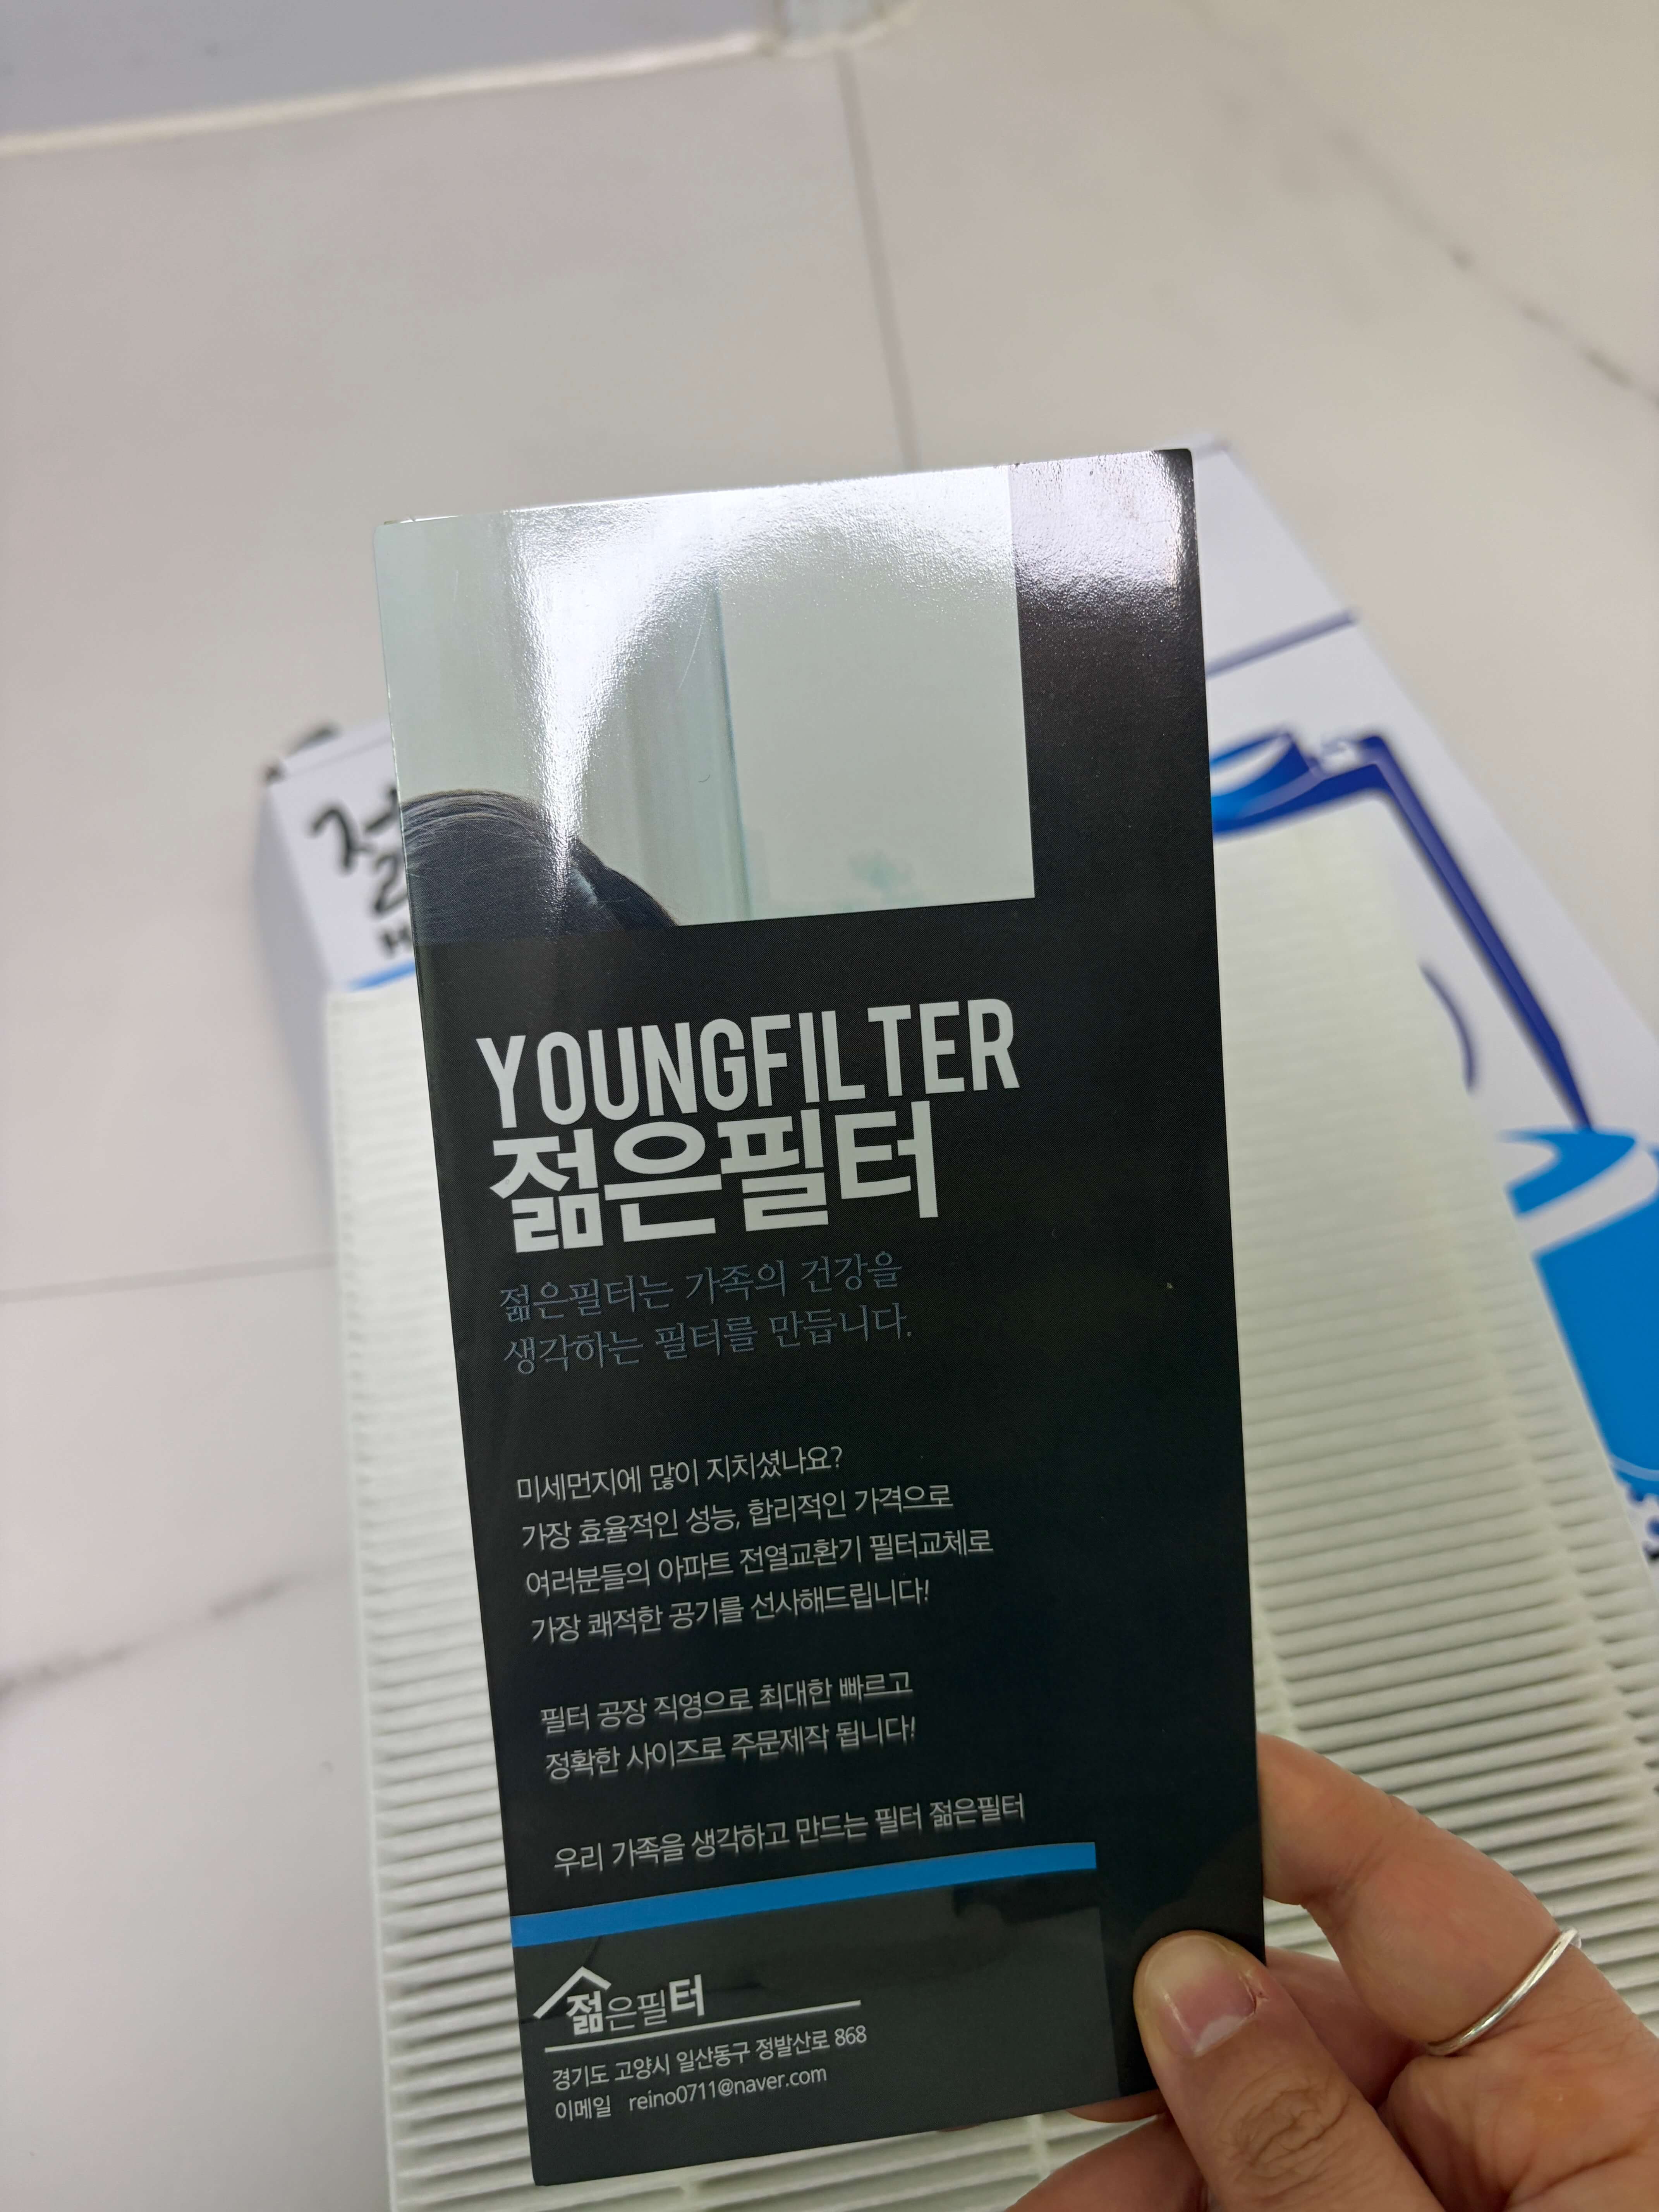 YOUNGFILTER
젊은필터
젊은필터는 가족의 건강을
생각하는 필터를 만듭니다.
미세먼지에 많이 지치셨나요?
가장 효율적인 성능, 합리적인 가격으로
여러분들의 아파트 전열교환기 필터교체로
가장 쾌적한 공기를 선사해드립니다!
필터 공장 직영으로 최대한 빠르고
정확한 사이즈로 주문제작 됩니다!
우리 가족을 생각하고 만드는 필터 젊은필터
젊은필터
경기도 고양시 일산동구 정발산로 868
이메일 reino0711@naver.com